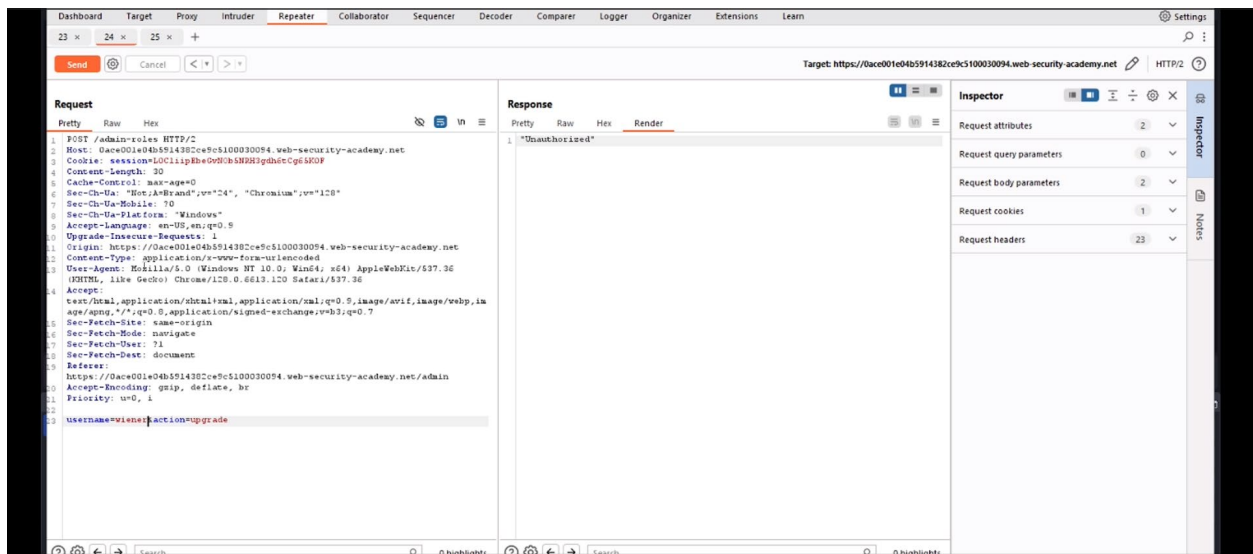 Dashboard Target Proxy Intruder Repeater Collaborator Sequencer Decoder Comparer Logger Organizer Extensions Learn Settings
23 × 24 × 25 × +
Send Cancel < > Target: https://0ace001e04b5914382ce9c5100030094.web-security-academy.net HTTP/2
Request
Pretty Raw Hex \n
1 POST /admin-roles HTTP/2
2 Host: 0ace001e04b5914382ce9c5100030094.web-security-academy.net
3 Cookie:
4 Content-Length: 30
5 Cache-Control: max-age=0
6 Sec-Ch-Ua: "Not;A=Brand";v="24", "Chromium";v="128"
7 Sec-Ch-Ua-Mobile: ?0
8 Sec-Ch-Ua-Platform: "Windows"
9 Accept-Language: en-US,en;q=0.9
10 Upgrade-Insecure-Requests: 1
11 Origin: https://0ace001e04b5914382ce9c5100030094.web-security-academy.net
12 Content-Type: application/x-www-form-urlencoded
13 User-Agent: Mozilla/5.0 (Windows NT 10.0; Win64; x64) AppleWebKit/537.36
(KHTML, like Gecko) Chrome/128.0.6613.120 Safari/537.36
14 Accept:
text/html,application/xhtml+xml,application/xml;q=0.9,image/avif,image/webp,im
age/apng,*/*;q=0.8,application/signed-exchange;v=b3;q=0.7
15 Sec-Fetch-Site: same-origin
16 Sec-Fetch-Mode: navigate
17 Sec-Fetch-User: ?1
18 Sec-Fetch-Dest: document
19 Referer:
https://0ace001e04b5914382ce9c5100030094.web-security-academy.net/admin
20 Accept-Encoding: gzip, deflate, br
21 Priority: u=0, i
22
23 username=wiener&action=upgrade
Search 0 highlights
Response
Pretty Raw Hex Render \n
1 "Unauthorized"
Search 0 highlights
Inspector
Request attributes 2
Request query parameters 0
Request body parameters 2
Request cookies 1
Request headers 23
Inspector
Notes